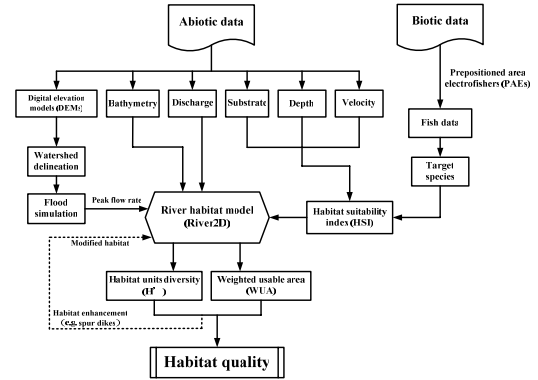 Abiotic data
Biotic data
Prepositioned area
electrofishers (PAEs)
Digital elevation
models (DEMs)
Bathymetry
Discharge
Substrate
Depth
Velocity
Fish data
Watershed
delineation
Target
species
Flood
simulation
Peak flow rate
River habitat model
(River2D)
Habitat suitability
index (HSI)
Modified habitat
Habitat units diversity
(H')
Weighted usable area
(WUA)
Habitat enhancement
(e.g. spur dikes)
Habitat quality